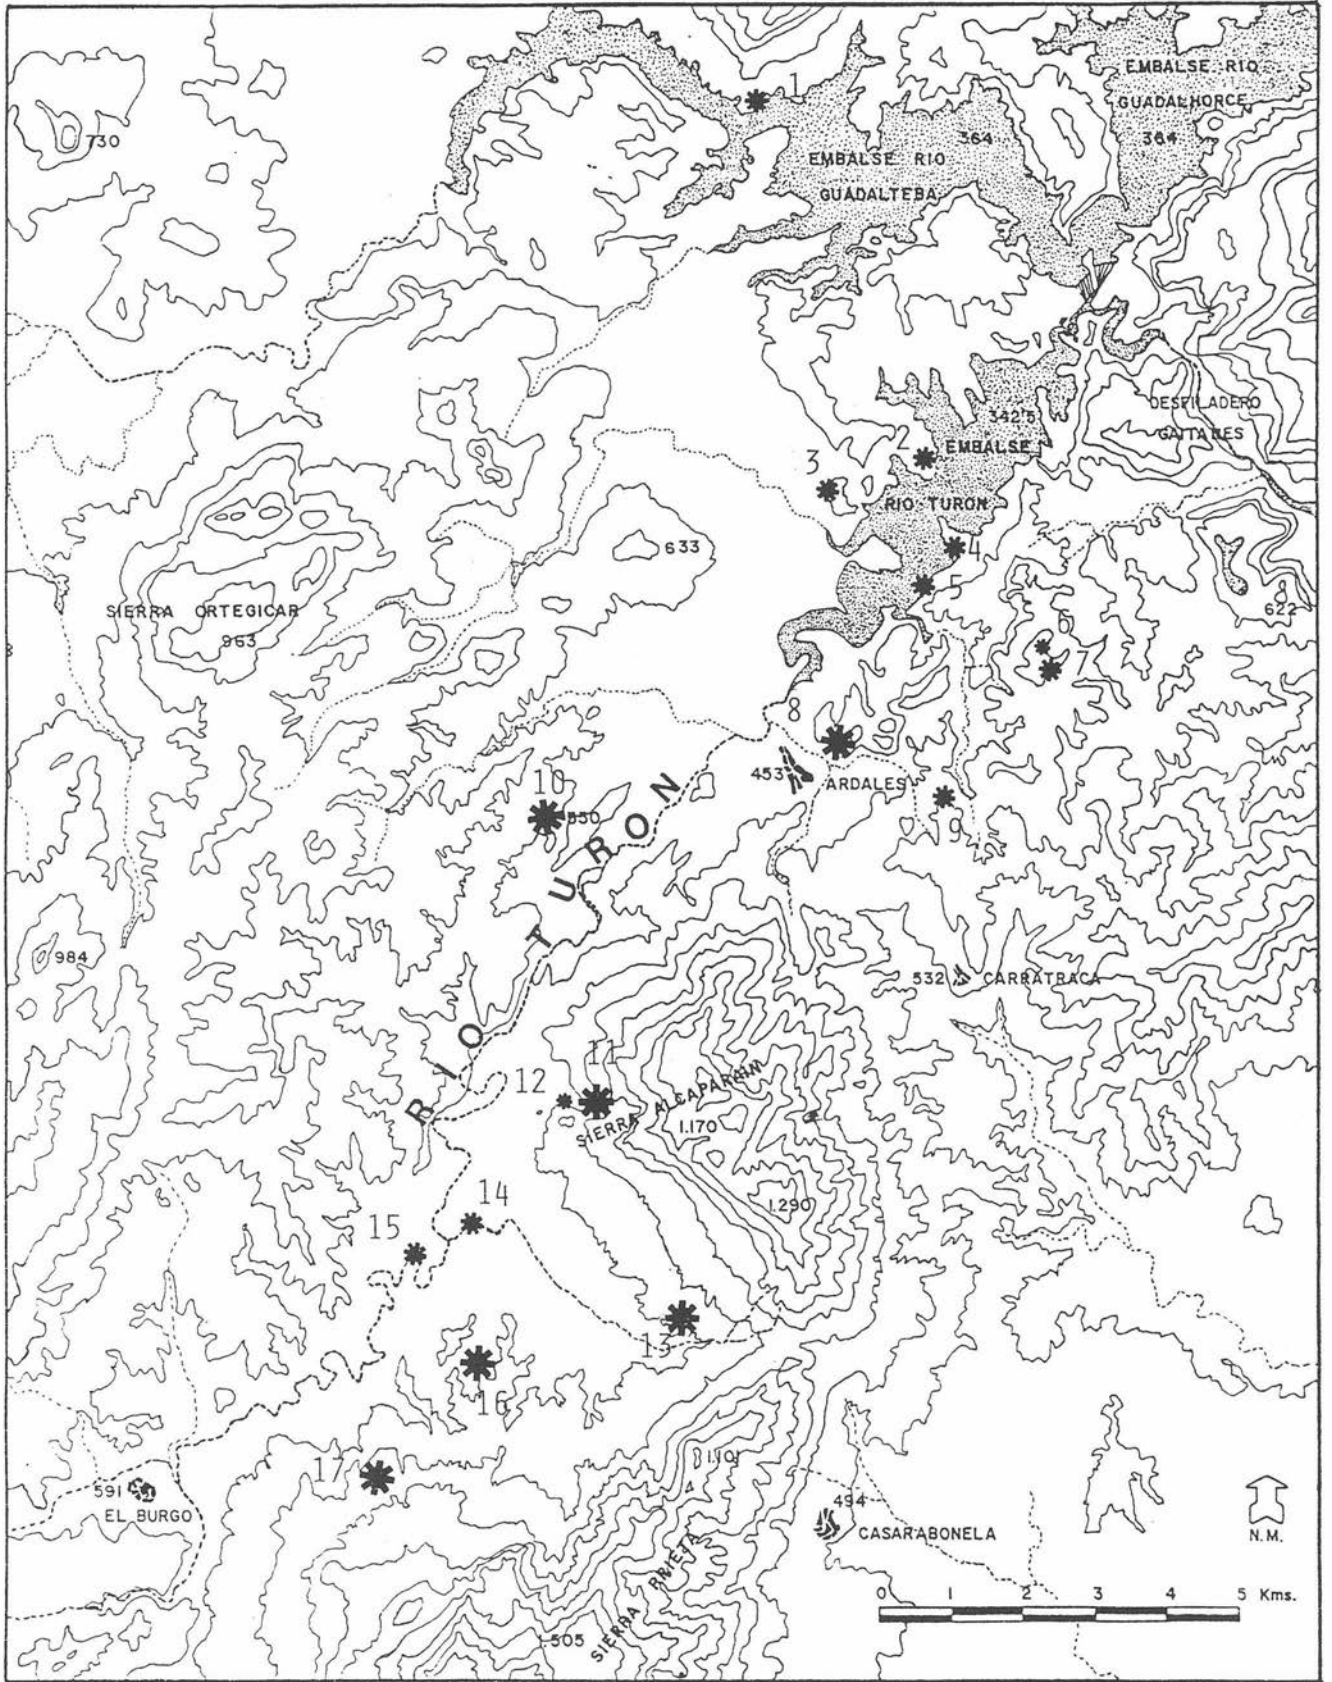 1
EMBALSE RIO
GUADALHORCE
364
730
364
EMBALSE RIO
GUADALTEBA
DESFILADERO
GAITANES
342'5
2
EMBALSE
3
RIO TURON
4
633
5
SIERRA ORTEGICAR
963
622
6
7
8
453
ARDALES
10
550
9
RIO TURON
984
532
CARRATRACA
11
12
SIERRA ALCAPARAIN
1.170
1.290
14
15
13
16
17
1.101
591
EL BURGO
494
CASARABONELA
N.M.
SIERRA PRIETA
0 1 2 3 4 5 Kms.